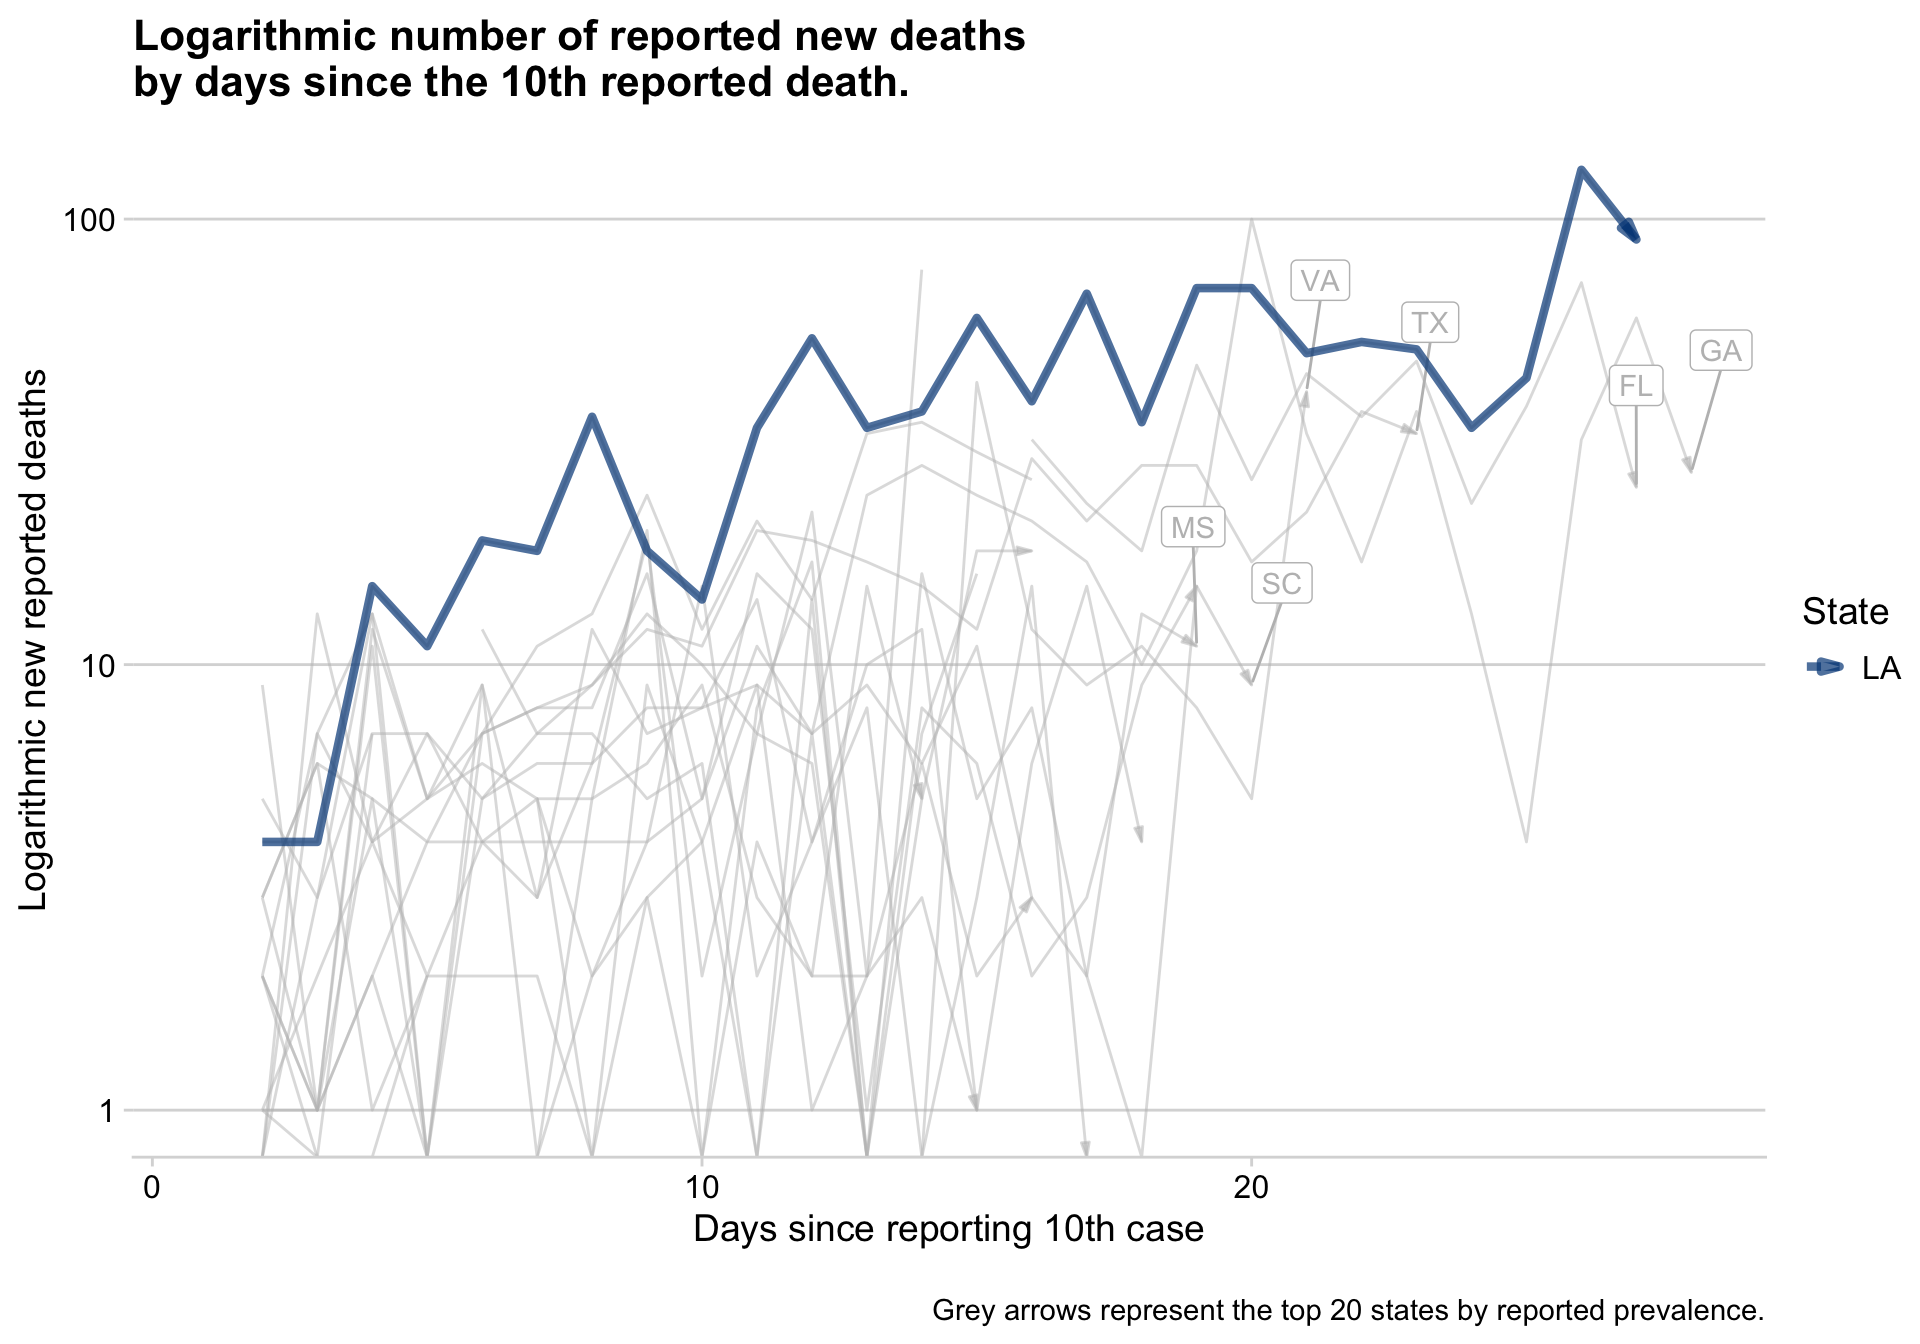 Logarithmic number of reported new deaths
by days since the 10th reported death.
Logarithmic new reported deaths
100
10
1
VA
TX
GA
FL
MS
SC
State
LA
0
10
20
Days since reporting 10th case
Grey arrows represent the top 20 states by reported prevalence.